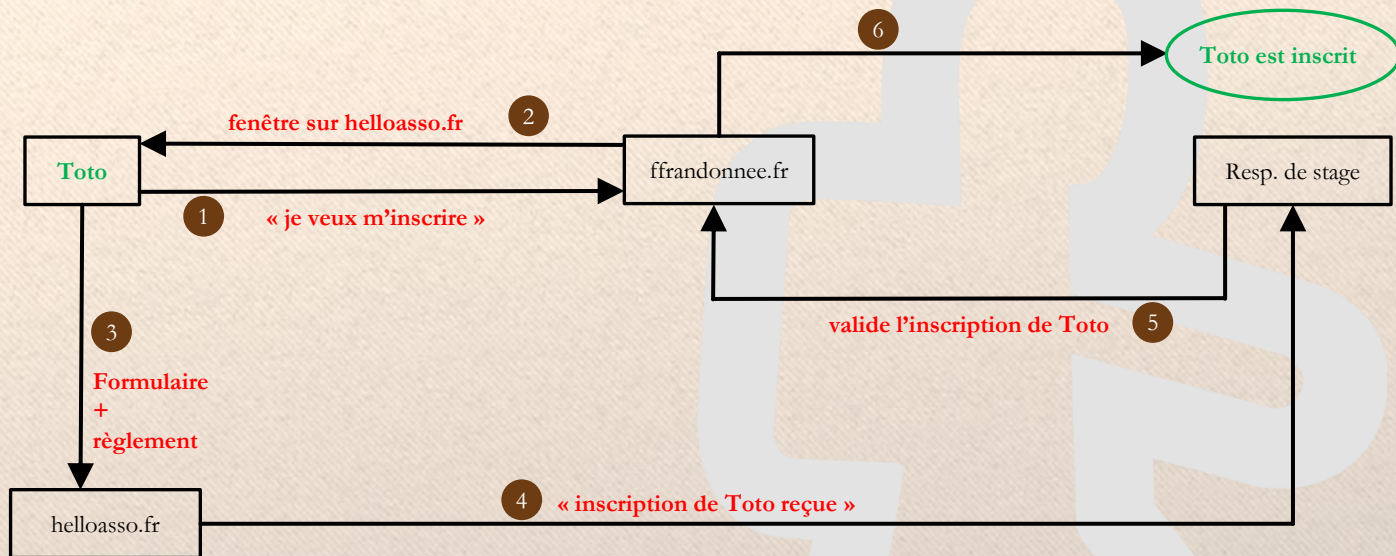 6
Toto est inscrit
fenêtre sur helloasso.fr
2
Toto
ffrandonnee.fr
Resp. de stage
1
« je veux m’inscrire »
3
valide l’inscription de Toto
5
Formulaire
+
règlement
4
« inscription de Toto reçue »
helloasso.fr